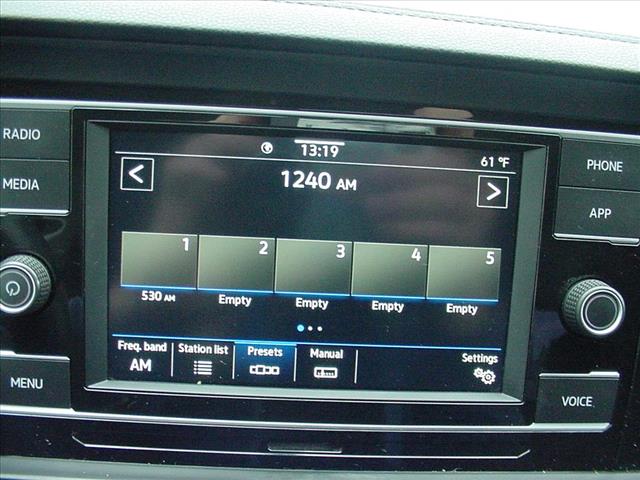 RADIO
MEDIA
MENU
13:19
61 °F
1240 AM
1 2 3 4 5
530 AM Empty Empty Empty Empty
Freq. band Station list Presets Manual Settings
AM
PHONE
APP
VOICE